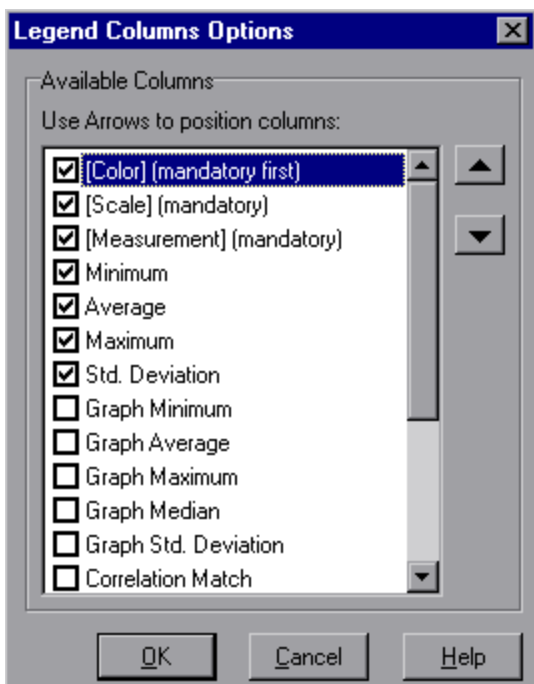 Legend Columns Options
Available Columns
Use Arrows to position columns:
[Color] (mandatory first)
[Scale] (mandatory)
[Measurement] (mandatory)
Minimum
Average
Maximum
Std. Deviation
Graph Minimum
Graph Average
Graph Maximum
Graph Median
Graph Std. Deviation
Correlation Match
OK Cancel Help